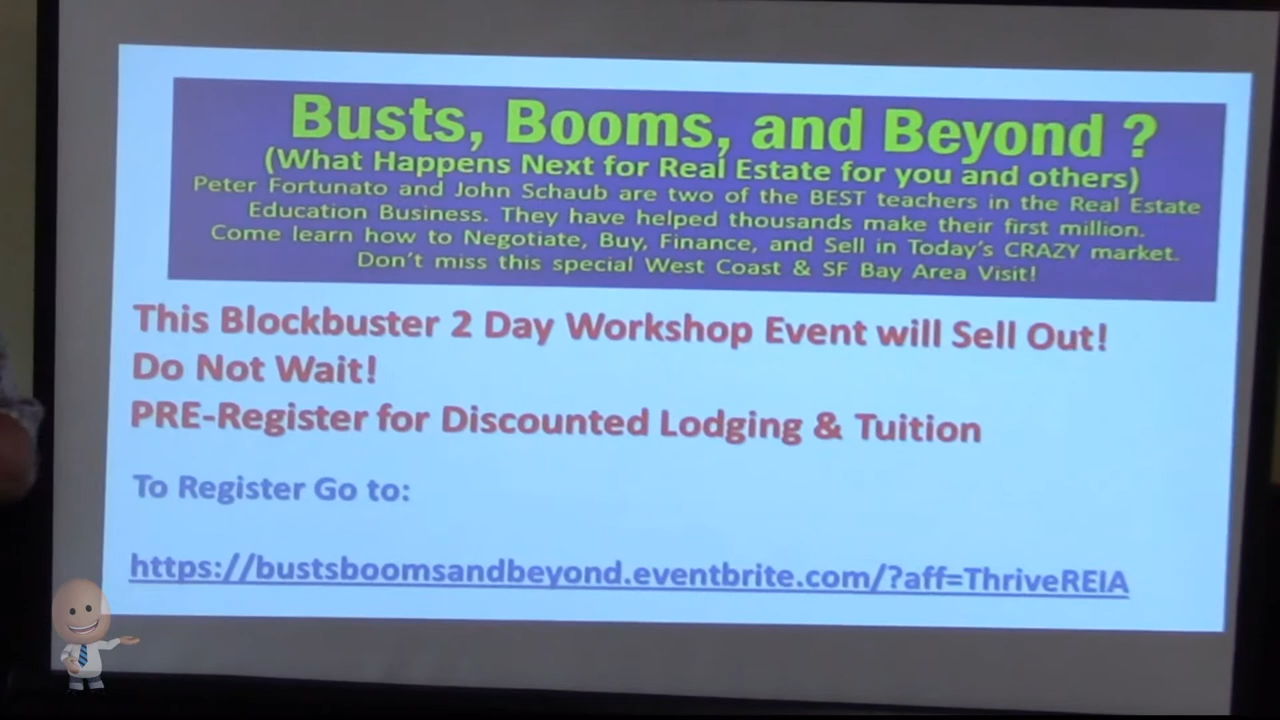 Busts, Booms, and Beyond ?
(What Happens Next for Real Estate for you and others)
Peter Fortunato and John Schaub are two of the BEST teachers in the Real Estate
Education Business. They have helped thousands make their first million.
Come learn how to Negotiate, Buy, Finance, and Sell in Today's CRAZY market.
Don't miss this special West Coast & SF Bay Area Visit!
This Blockbuster 2 Day Workshop Event will Sell Out!
Do Not Wait!
PRE-Register for Discounted Lodging & Tuition
To Register Go to:
https://bustsboomsandbeyond.eventbrite.com/?aff=ThriveREIA